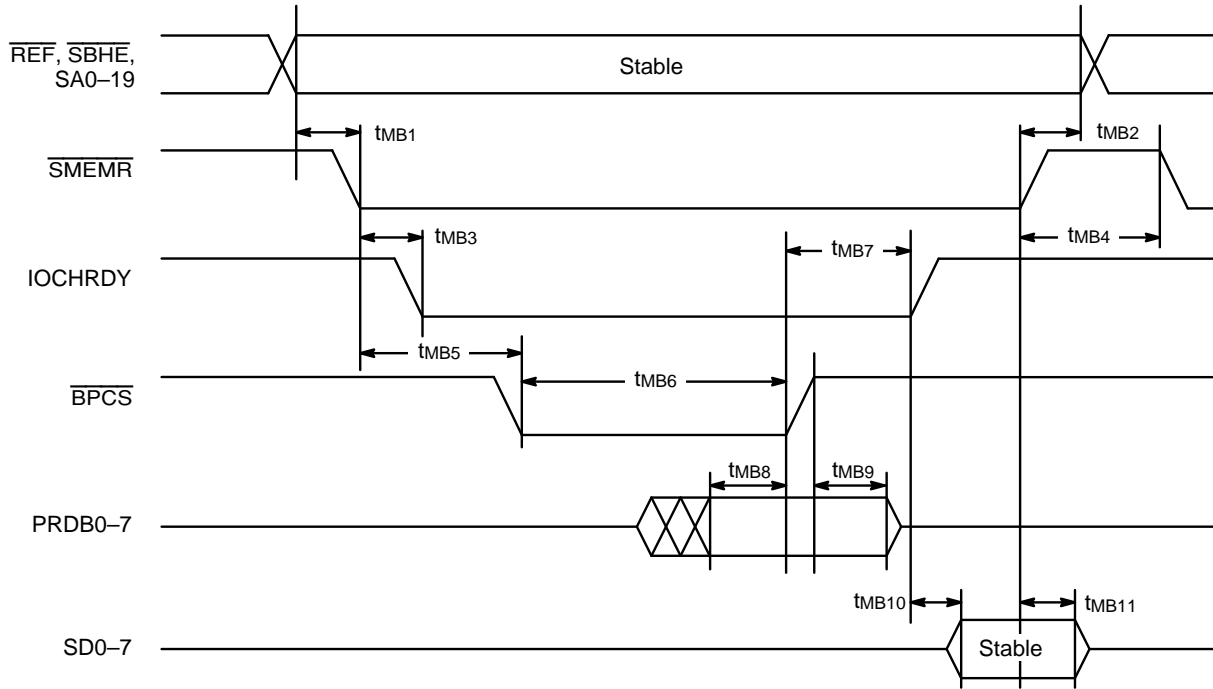 REF, SBHE,
SA0–19
Stable
tMB1
tMB2
SMEMR
tMB3
tMB7
tMB4
IOCHRDY
tMB5
tMB6
BPCS
tMB8
tMB9
PRDB0–7
tMB10
tMB11
SD0–7
Stable